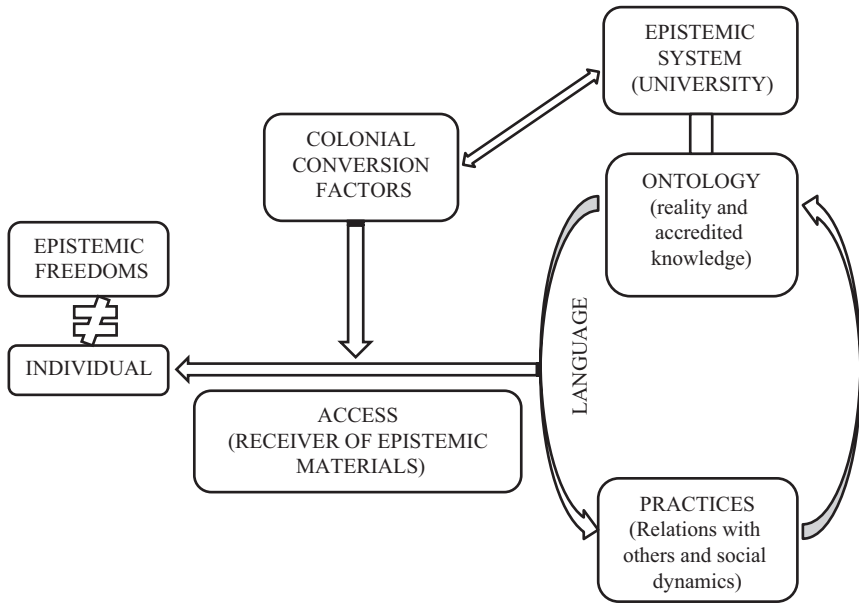 EPISTEMIC
SYSTEM
(UNIVERSITY)
COLONIAL
CONVERSION
FACTORS
ONTOLOGY
(reality and
accredited
knowledge)
EPISTEMIC
FREEDOMS
≠
INDIVIDUAL
LANGUAGE
ACCESS
(RECEIVER OF EPISTEMIC
MATERIALS)
PRACTICES
(Relations with
others and social
dynamics)